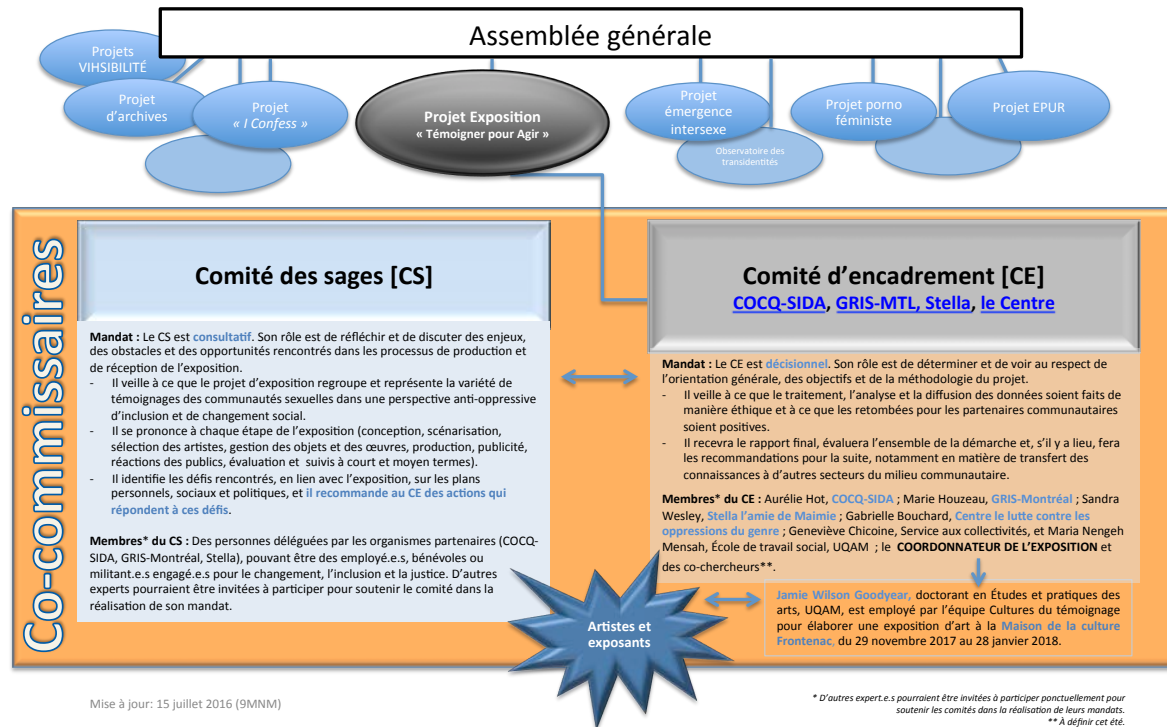 Assemblée générale
Projets
VIHSIBILITÉ
Projet
d'archives
Projet
« I Confess »
Projet Exposition
« Témoigner pour Agir »
Projet
émergence
intersexe
Observatoire des
transidentités
Projet porno
féministe
Projet EPUR
Co-commissaires
Comité des sages [CS]
Mandat : Le CS est consultatif. Son rôle est de réfléchir et de discuter des enjeux,
des obstacles et des opportunités rencontrés dans les processus de production et
de réception de l'exposition.
- Il veille à ce que le projet d'exposition regroupe et représente la variété de
témoignages des communautés sexuelles dans une perspective anti-oppressive
d'inclusion et de changement social.
- Il se prononce à chaque étape de l'exposition (conception, scénarisation,
sélection des artistes, gestion des objets et des œuvres, production, publicité,
réactions des publics, évaluation et suivis à court et moyen termes).
- Il identifie les défis rencontrés, en lien avec l'exposition, sur les plans
personnels, sociaux et politiques, et il recommande au CE des actions qui
répondent à ces défis.
Membres* du CS : Des personnes déléguées par les organismes partenaires (COCQ-
SIDA, GRIS-Montréal, Stella), pouvant être des employé.e.s, bénévoles ou
militant.e.s engagé.e.s pour le changement, l'inclusion et la justice. D'autres
experts pourraient être invitées à participer pour soutenir le comité dans la
réalisation de son mandat.
Comité d'encadrement [CE]
COCQ-SIDA, GRIS-MTL, Stella, le Centre
Mandat : Le CE est décisionnel. Son rôle est de déterminer et de voir au respect de
l'orientation générale, des objectifs et de la méthodologie du projet.
- Il veille à ce que le traitement, l'analyse et la diffusion des données soient faits de
manière éthique et à ce que les retombées pour les partenaires communautaires
soient positives.
- Il recevra le rapport final, évaluera l'ensemble de la démarche et, s'il y a lieu, fera
les recommandations pour la suite, notamment en matière de transfert des
connaissances à d'autres secteurs du milieu communautaire.
Membres* du CE : Aurélie Hot, COCQ-SIDA ; Marie Houzeau, GRIS-Montréal ; Sandra
Wesley, Stella l'amie de Maimie ; Gabrielle Bouchard, Centre le lutte contre les
oppressions du genre ; Geneviève Chicoine, Service aux collectivités, et Maria Nengeh
Mensah, École de travail social, UQAM ; le COORDONNATEUR DE L'EXPOSITION et
des co-chercheurs**.
Jamie Wilson Goodyear, doctorant en Études et pratiques des
arts, UQAM, est employé par l'équipe Cultures du témoignage
pour élaborer une exposition d'art à la Maison de la culture
Frontenac, du 29 novembre 2017 au 28 janvier 2018.
Artistes et
exposants
Mise à jour: 15 juillet 2016 (9MNM)
* D'autres expert.e.s pourraient être invitées à participer ponctuellement pour
soutenir les comités dans la réalisation de leurs mandats.
** À définir cet été.